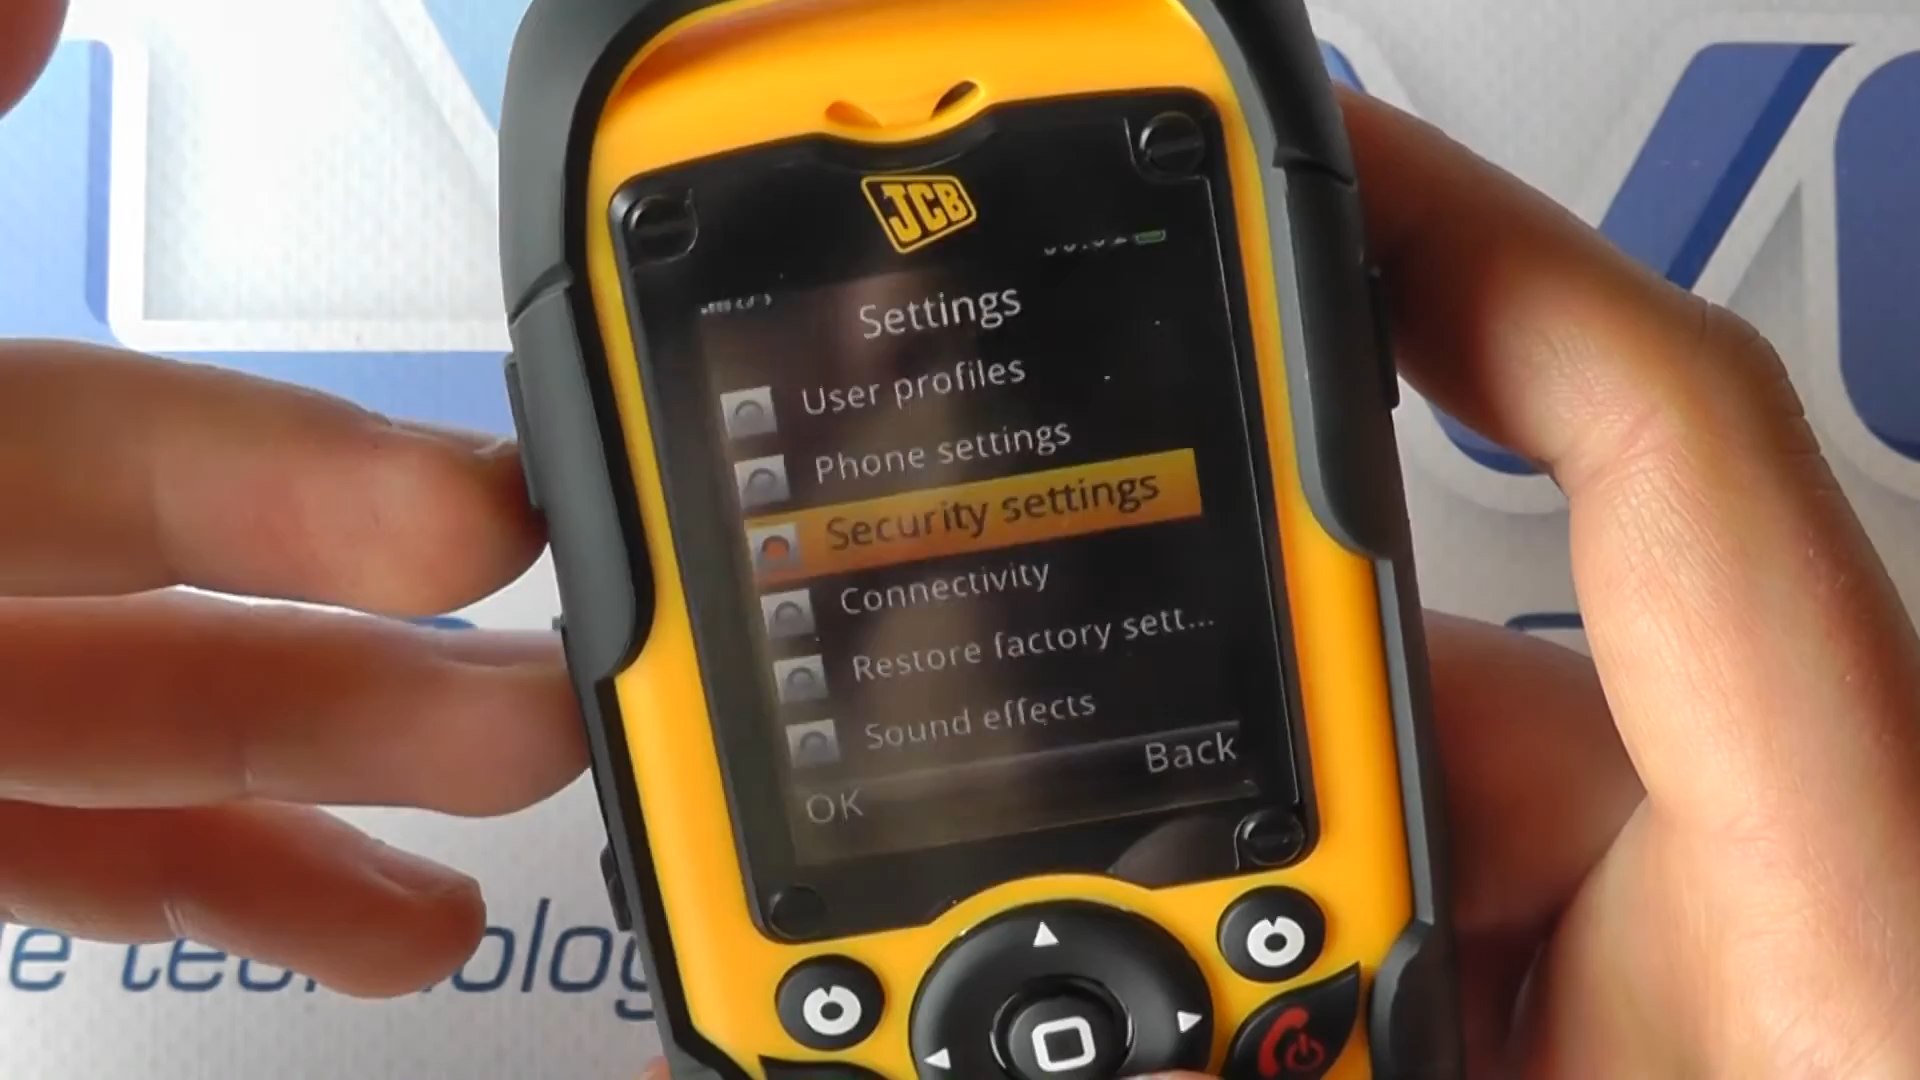 JCB
Settings
User profiles
Phone settings
Security settings
Connectivity
Restore factory sett...
Sound effects
Back
OK